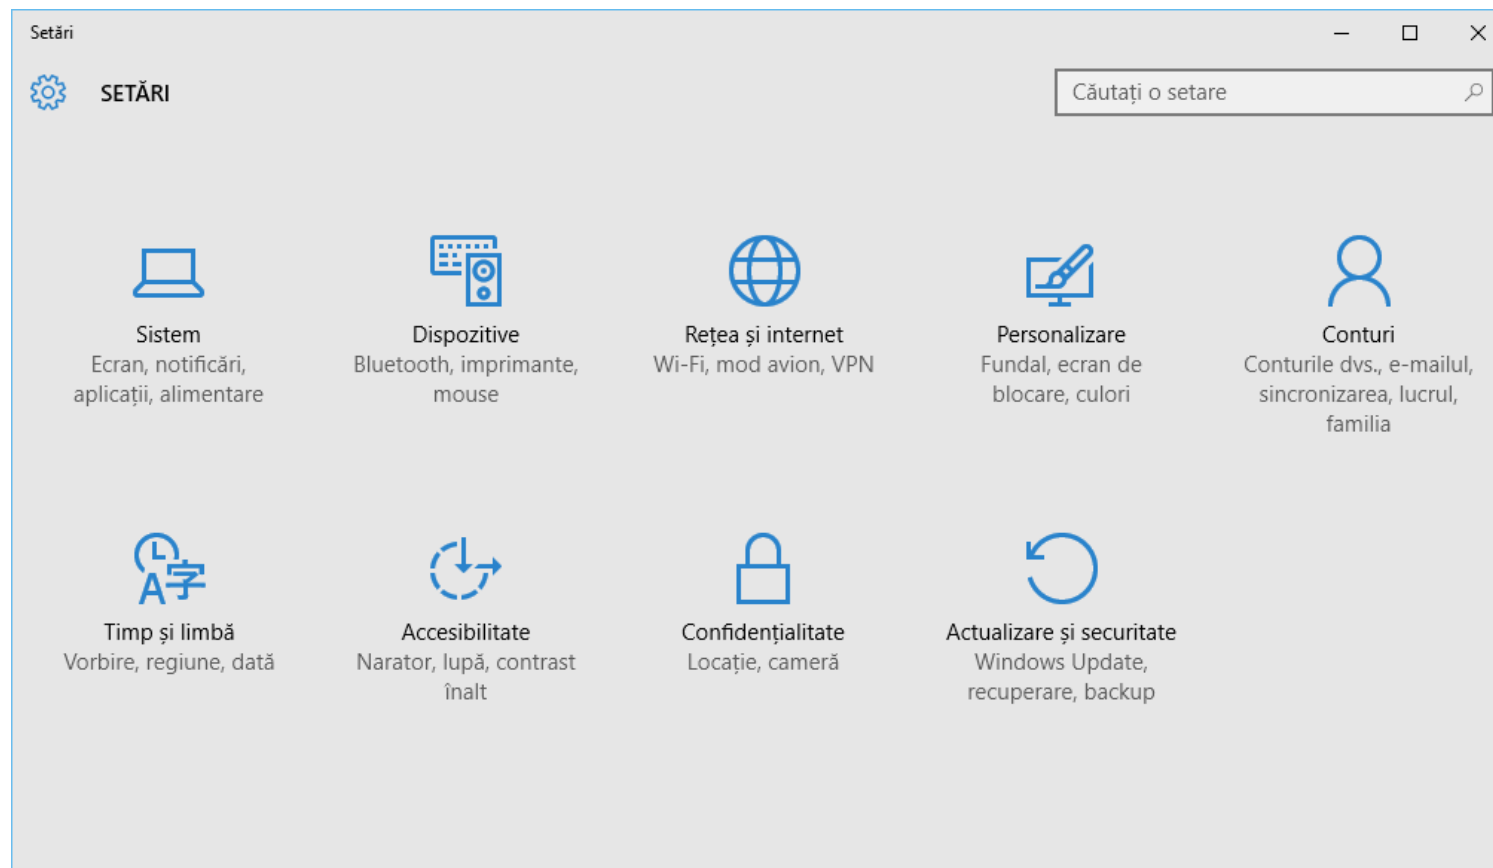 Setări
SETĂRI
Căutați o setare
Sistem
Ecran, notificări,
aplicații, alimentare
Dispozitive
Bluetooth, imprimante,
mouse
Rețea și internet
Wi-Fi, mod avion, VPN
Personalizare
Fundal, ecran de
blocare, culori
Conturi
Conturile dvs., e-mailul,
sincronizarea, lucrul,
familia
Timp și limbă
Vorbire, regiune, dată
Accesibilitate
Narator, lupă, contrast
înalt
Confidențialitate
Locație, cameră
Actualizare și securitate
Windows Update,
recuperare, backup